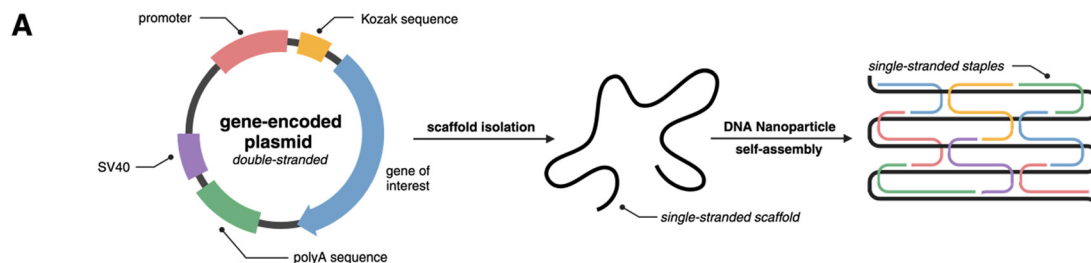 A
promoter
Kozak sequence
gene-encoded
plasmid
double-stranded
SV40
gene of
interest
polyA sequence
scaffold isolation
single-stranded scaffold
DNA Nanoparticle
self-assembly
single-stranded staples